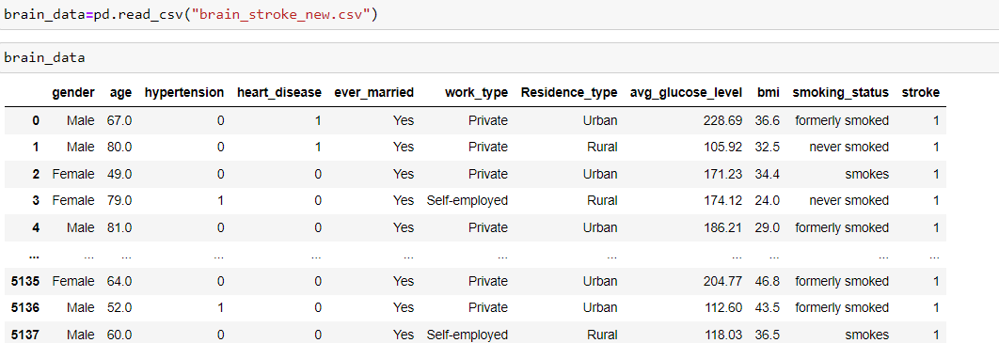 brain_data=pd.read_csv("brain_stroke_new.csv")
brain_data
gender age hypertension heart_disease ever_married work_type Residence_type avg_glucose_level bmi smoking_status stroke
0 Male 67.0 0 1 Yes Private Urban 228.69 36.6 formerly smoked 1
1 Male 80.0 0 1 Yes Private Rural 105.92 32.5 never smoked 1
2 Female 49.0 0 0 Yes Private Urban 171.23 34.4 smokes 1
3 Female 79.0 1 0 Yes Self-employed Rural 174.12 24.0 never smoked 1
4 Male 81.0 0 0 Yes Private Urban 186.21 29.0 formerly smoked 1
... ... ... ... ... ... ... ... ... ... ... ...
5135 Female 64.0 0 0 Yes Private Urban 204.77 46.8 formerly smoked 1
5136 Male 52.0 1 0 Yes Private Urban 112.60 43.5 formerly smoked 1
5137 Male 60.0 0 0 Yes Self-employed Rural 118.03 36.5 smokes 1